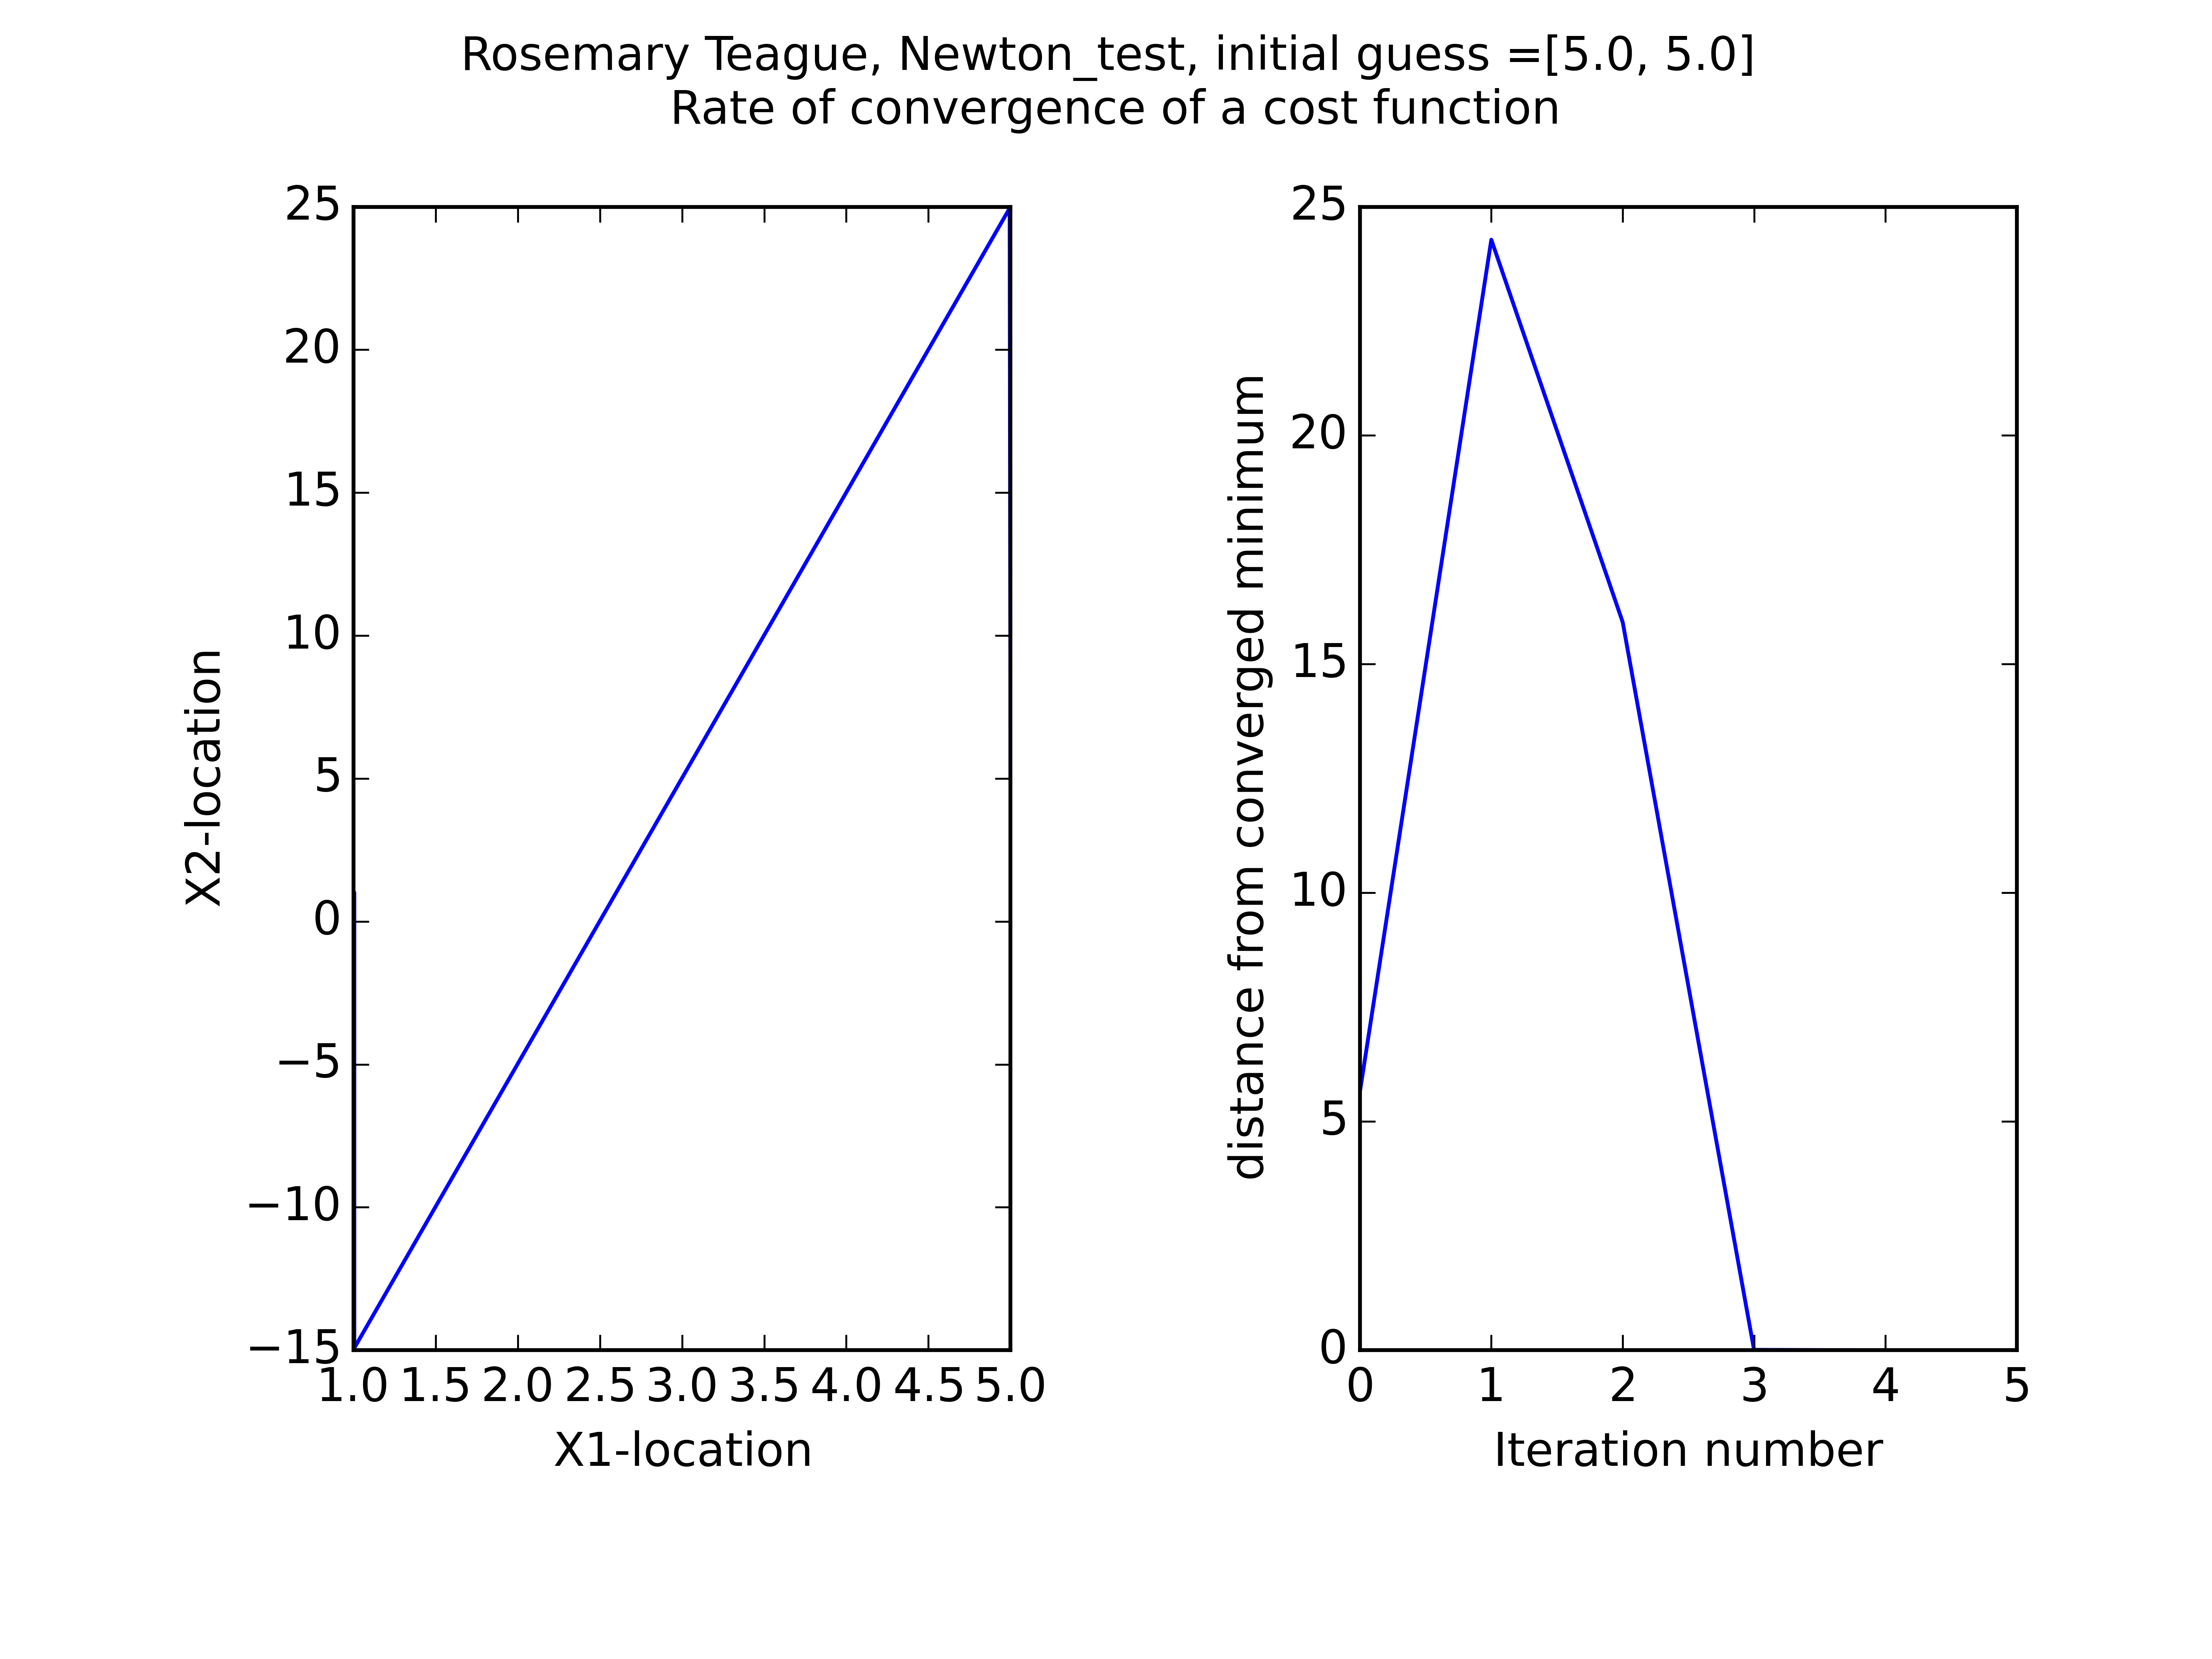 Rosemary Teague, Newton_test, initial guess =[5.0, 5.0]
Rate of convergence of a cost function
25
20
15
10
5
0
−5
−10
−15
X2-location
1.0 1.5 2.0 2.5 3.0 3.5 4.0 4.5 5.0
X1-location
25
20
15
10
5
0
distance from converged minimum
0 1 2 3 4 5
Iteration number